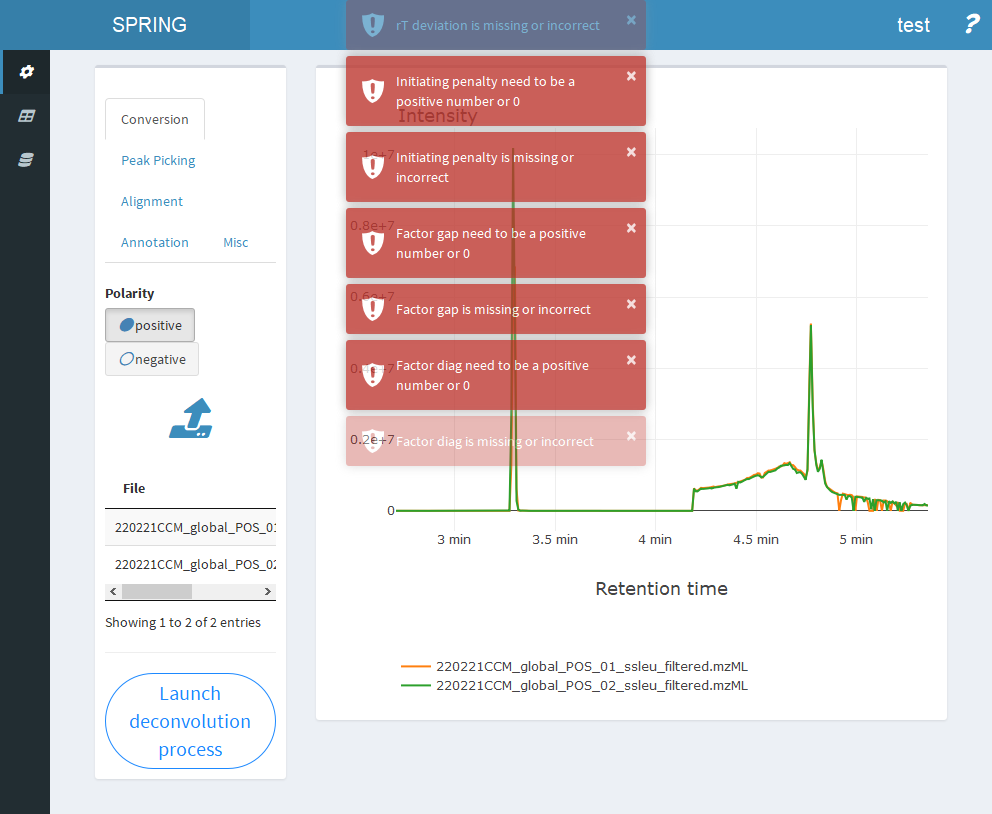 SPRING
test
?
rT deviation is missing or incorrect
×
Initiating penalty need to be a
positive number or 0
×
Initiating penalty is missing or
incorrect
×
Factor gap need to be a positive
number or 0
×
Factor gap is missing or incorrect
×
Factor diag need to be a positive
number or 0
×
Factor diag is missing or incorrect
×
Conversion
Peak Picking
Alignment
Annotation
Misc
Polarity
positive
negative
File
220221CCM_global_POS_01
220221CCM_global_POS_02
Showing 1 to 2 of 2 entries
Launch
deconvolution
process
Intensity
1e+7
0.8e+7
0.6e+7
0.4e+7
0.2e+7
0
3 min
3.5 min
4 min
4.5 min
5 min
Retention time
220221CCM_global_POS_01_ssleu_filtered.mzML
220221CCM_global_POS_02_ssleu_filtered.mzML